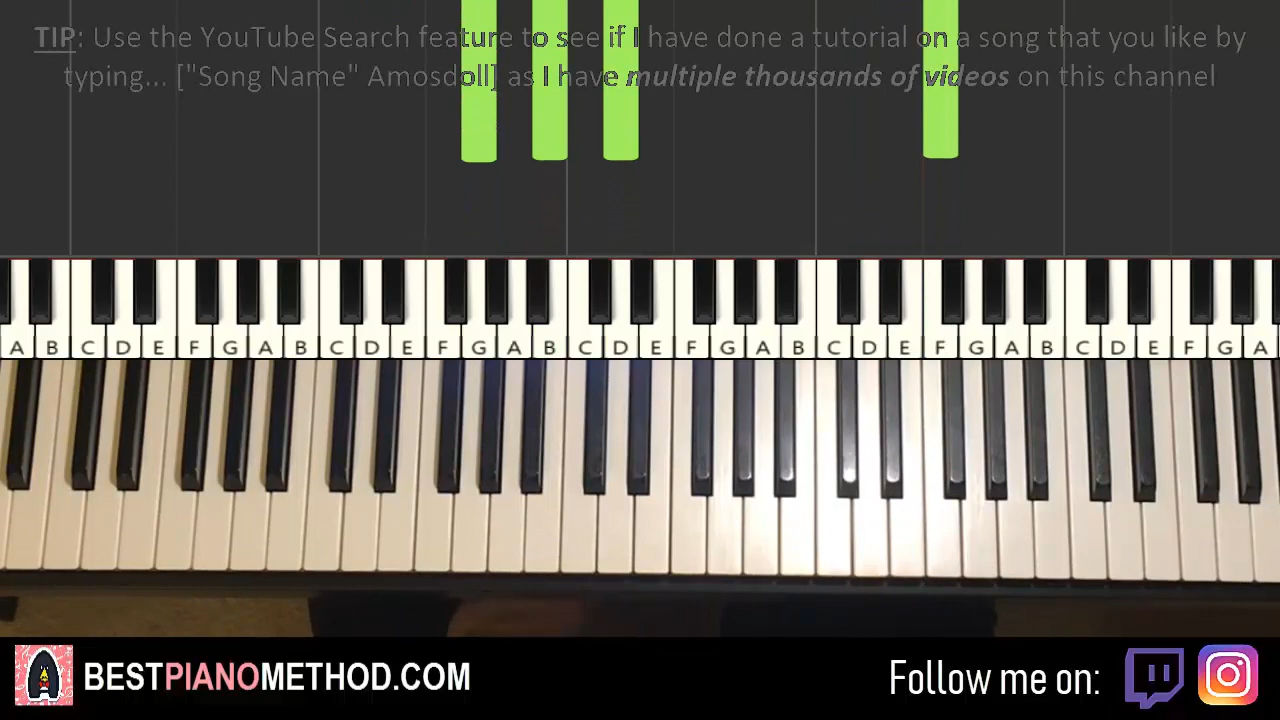 TIP: Use the YouTube Search feature to see if I have done a tutorial on a song that you like by
typing... ["Song Name" Amosdoll] as I have multiple thousands of videos on this channel
A B C D E F G A B C D E F G A B C D E F G A B C D E F G A B C D E F G A
BESTPIANOMETHOD.COM
Follow me on: